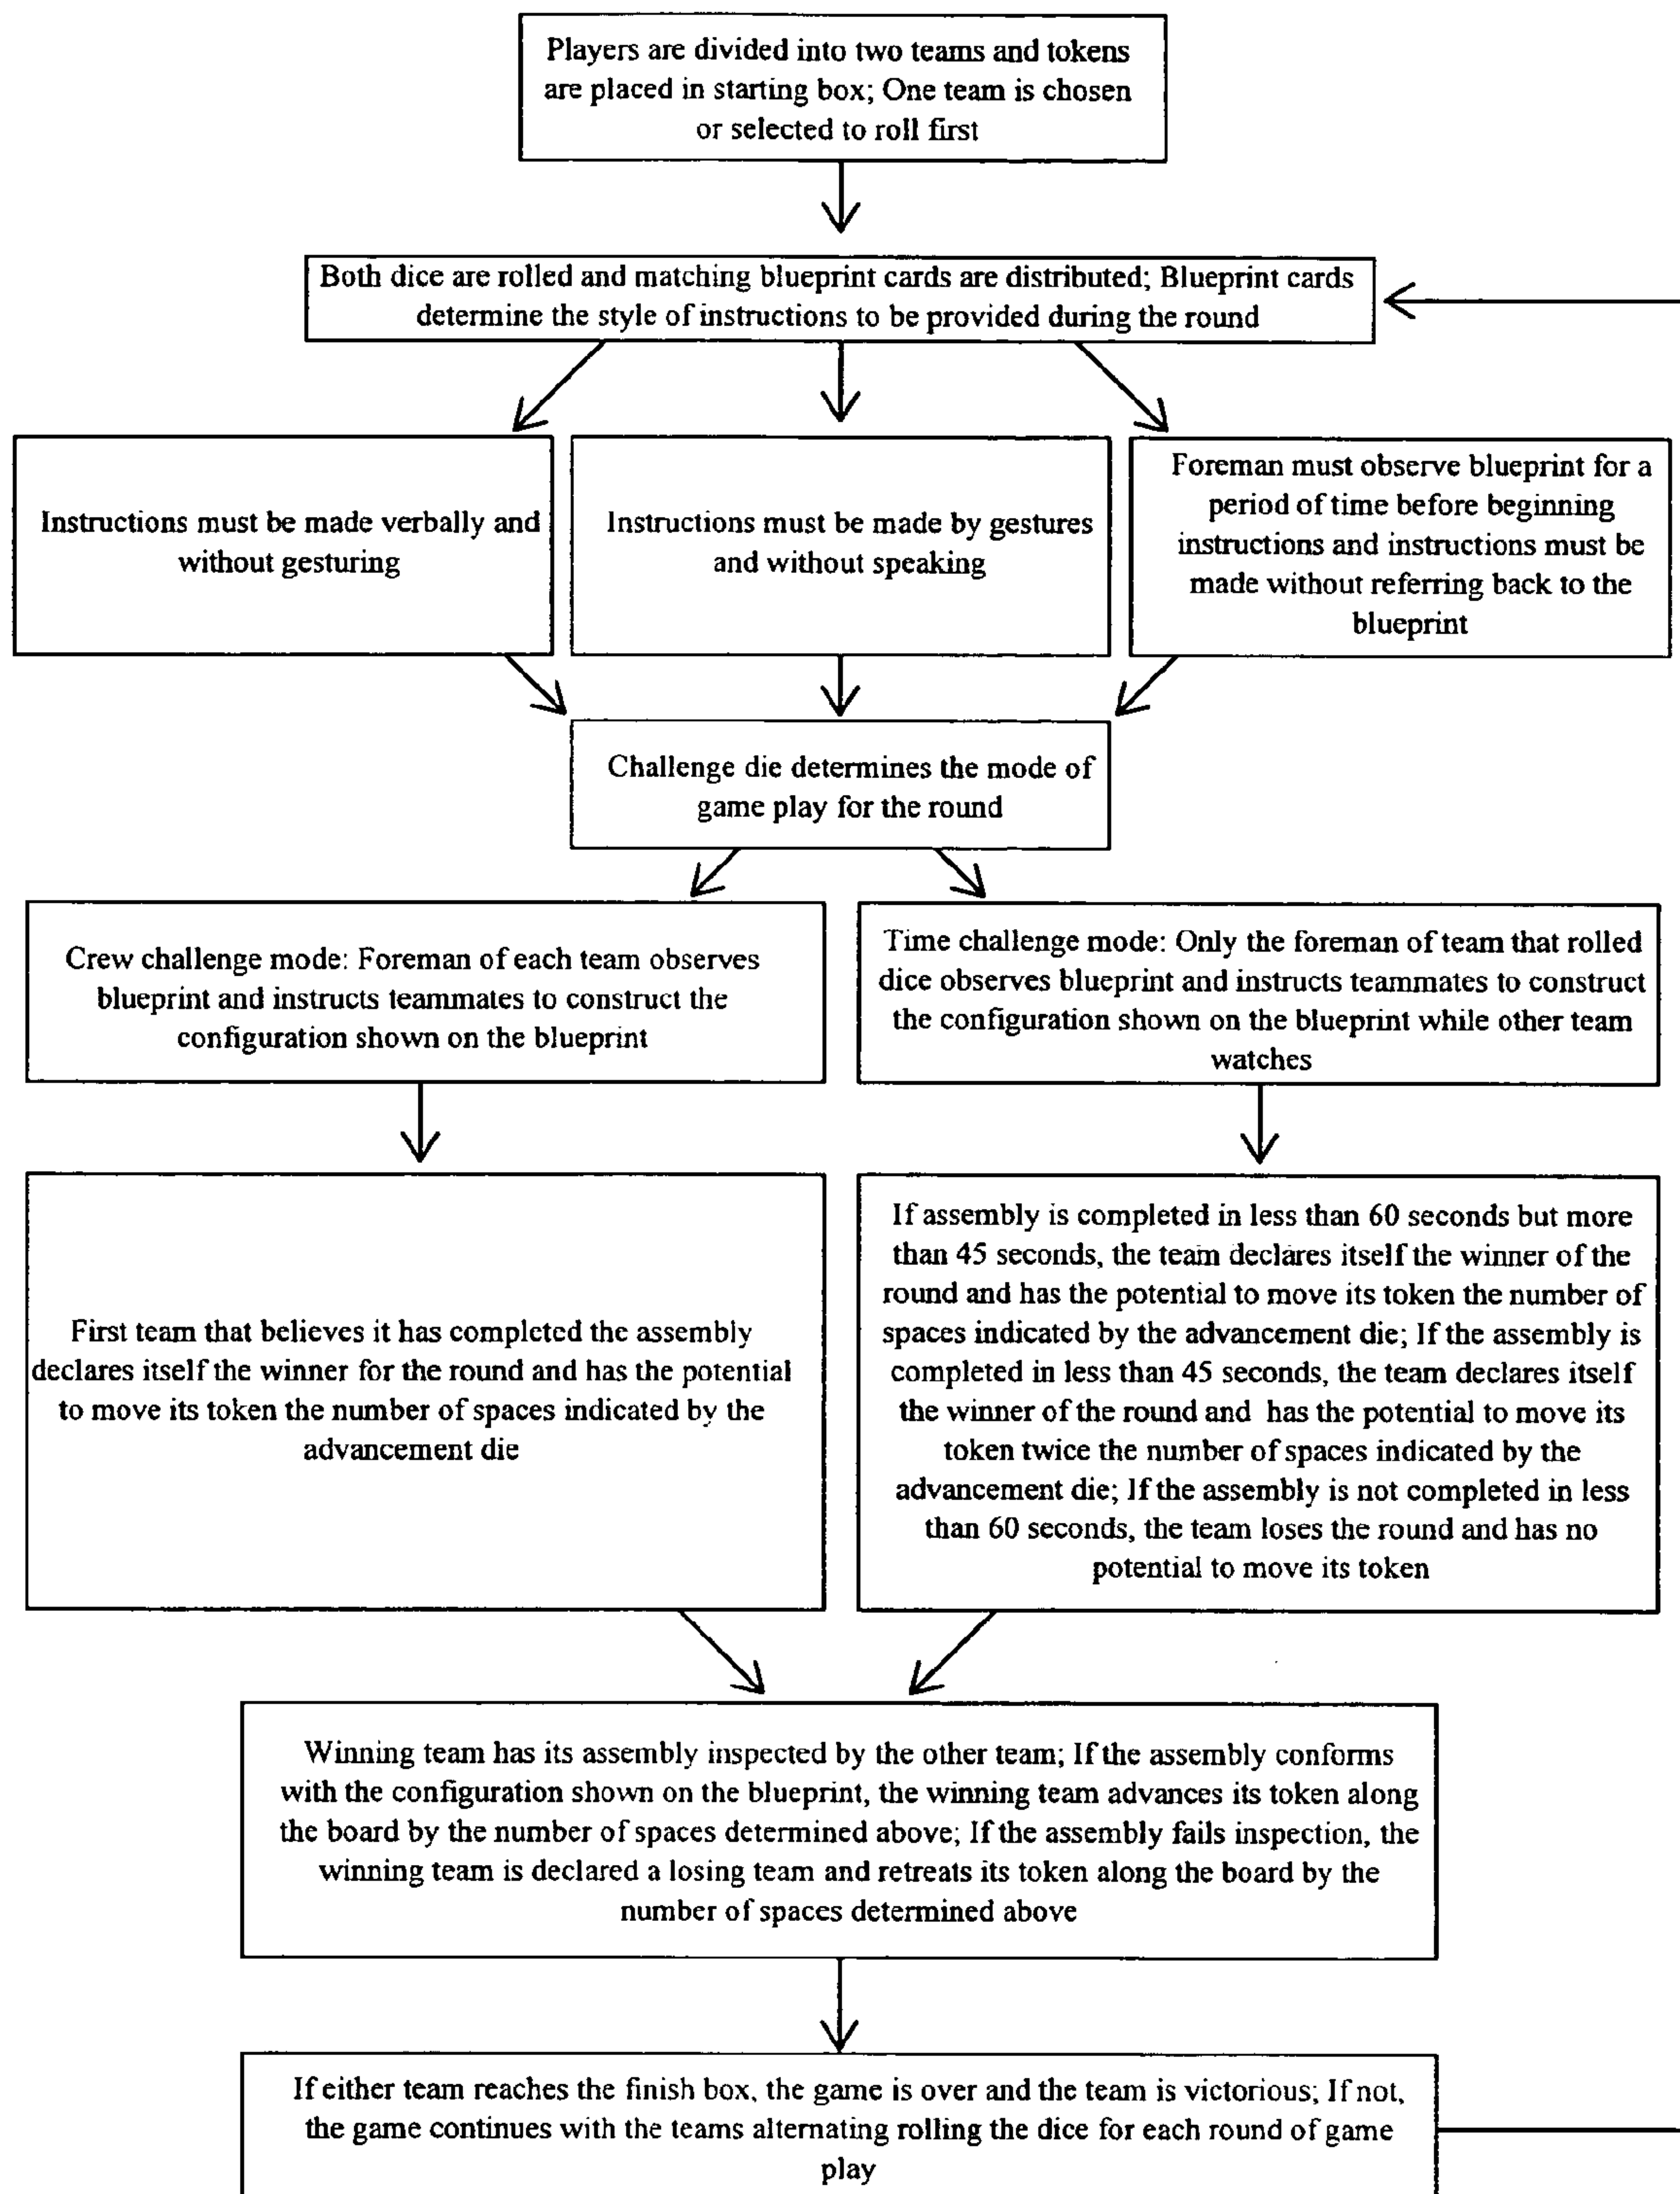 Players are divided into two teams and tokens
are placed in starting box; One team is chosen
or selected to roll first
Both dice are rolled and matching blueprint cards are distributed; Blueprint cards
determine the style of instructions to be provided during the round
Instructions must be made verbally and
without gesturing
Instructions must be made by gestures
and without speaking
Foreman must observe blueprint for a
period of time before beginning
instructions and instructions must be
made without referring back to the
blueprint
Challenge die determines the mode of
game play for the round
Crew challenge mode: Foreman of each team observes
blueprint and instructs teammates to construct the
configuration shown on the blueprint
Time challenge mode: Only the foreman of team that rolled
dice observes blueprint and instructs teammates to construct
the configuration shown on the blueprint while other team
watches
First team that believes it has completed the assembly
declares itself the winner for the round and has the potential
to move its token the number of spaces indicated by the
advancement die
If assembly is completed in less than 60 seconds but more
than 45 seconds, the team declares itself the winner of the
round and has the potential to move its token the number of
spaces indicated by the advancement die; If the assembly is
completed in less than 45 seconds, the team declares itself
the winner of the round and has the potential to move its
token twice the number of spaces indicated by the
advancement die; If the assembly is not completed in less
than 60 seconds, the team loses the round and has no
potential to move its token
Winning team has its assembly inspected by the other team; If the assembly conforms
with the configuration shown on the blueprint, the winning team advances its token along
the board by the number of spaces determined above; If the assembly fails inspection, the
winning team is declared a losing team and retreats its token along the board by the
number of spaces determined above
If either team reaches the finish box, the game is over and the team is victorious; If not,
the game continues with the teams alternating rolling the dice for each round of game
play